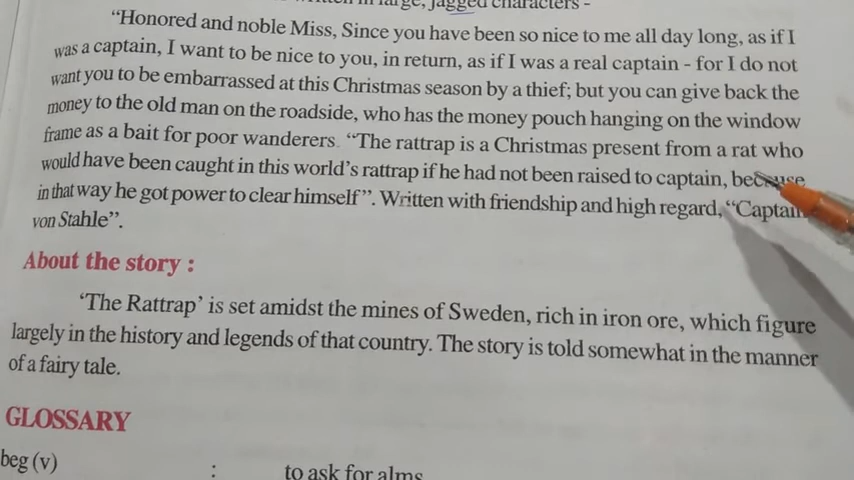 written in large, jagged characters -
“Honored and noble Miss, Since you have been so nice to me all day long, as if I
was a captain, I want to be nice to you, in return, as if I was a real captain - for I do not
want you to be embarrassed at this Christmas season by a thief; but you can give back the
money to the old man on the roadside, who has the money pouch hanging on the window
frame as a bait for poor wanderers. “The rattrap is a Christmas present from a rat who
would have been caught in this world’s rattrap if he had not been raised to captain, because
in that way he got power to clear himself”. Written with friendship and high regard, “Captain
von Stahle”.
About the story :
‘The Rattrap’ is set amidst the mines of Sweden, rich in iron ore, which figure
largely in the history and legends of that country. The story is told somewhat in the manner
of a fairy tale.
GLOSSARY
beg (v) : to ask for alms